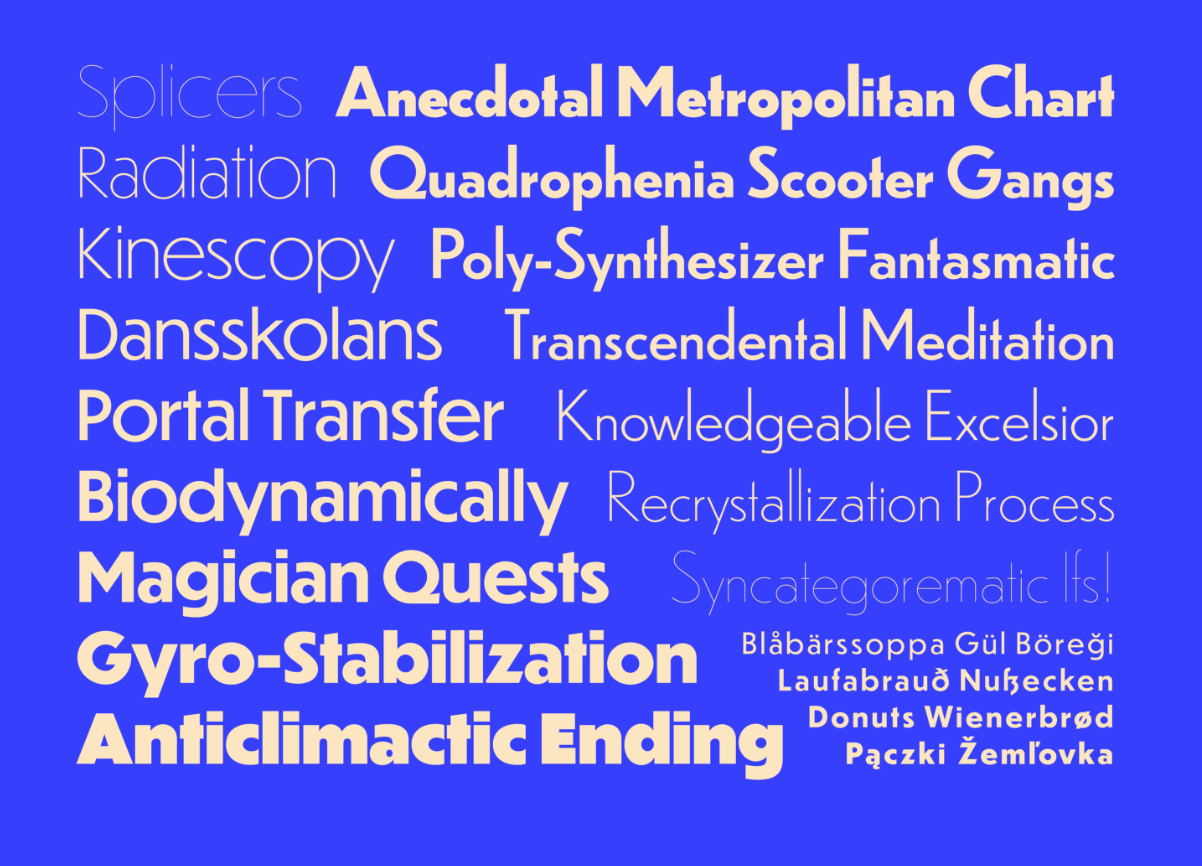 Splicers Anecdotal Metropolitan Chart
Radiation Quadrophenia Scooter Gangs
Kinescopy Poly-Synthesizer Fantasmatic
Dansskolans Transcendental Meditation
Portal Transfer Knowledgeable Excelsior
Biodynamically Recrystallization Process
Magician Quests Syncategorematic Ifs!
Gyro-Stabilization Blåbärssoppa Gül Böreği
Laufabrauð Nußecken
Anticlimactic Ending Donuts Wienerbrød
Pączki Žemľovka